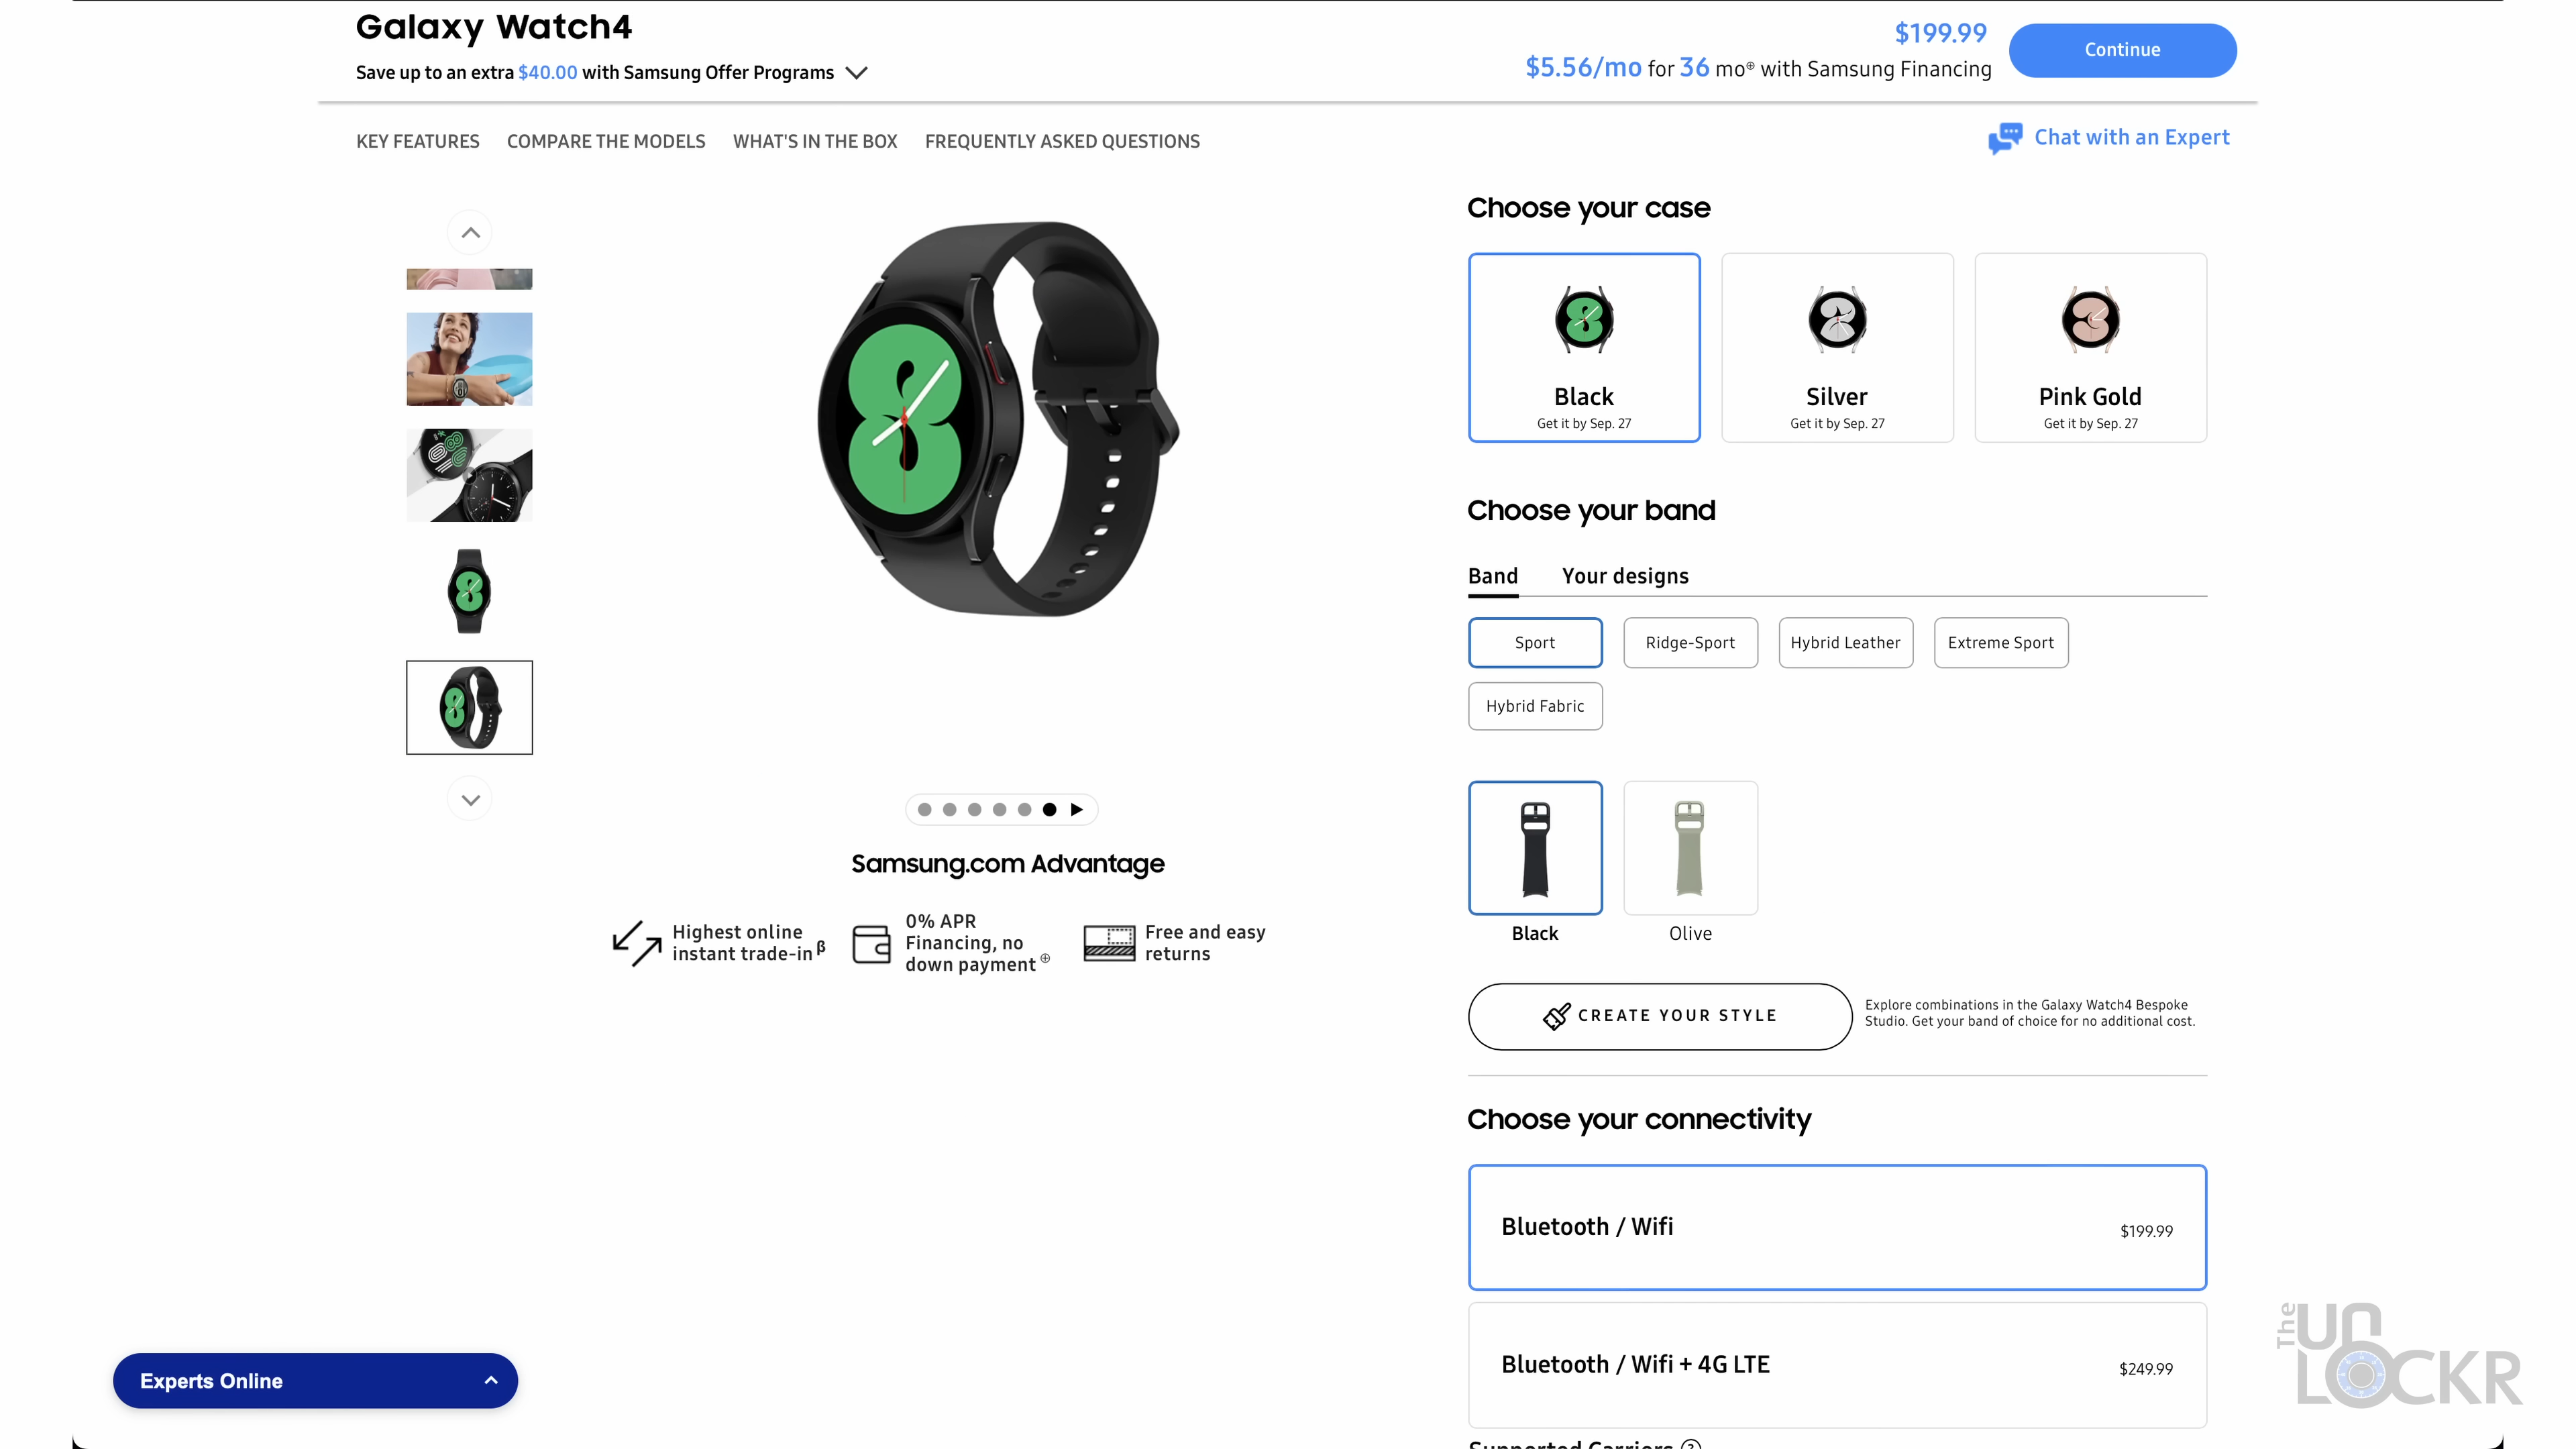 Galaxy Watch4
Save up to an extra $40.00 with Samsung Offer Programs
$199.99
$5.56/mo for 36 mo⊕ with Samsung Financing
Continue
KEY FEATURES
COMPARE THE MODELS
WHAT'S IN THE BOX
FREQUENTLY ASKED QUESTIONS
Chat with an Expert
Choose your case
Black
Get it by Sep. 27
Silver
Get it by Sep. 27
Pink Gold
Get it by Sep. 27
Choose your band
Band
Your designs
Sport
Ridge-Sport
Hybrid Leather
Extreme Sport
Hybrid Fabric
Black
Olive
CREATE YOUR STYLE
Explore combinations in the Galaxy Watch4 Bespoke
Studio. Get your band of choice for no additional cost.
Samsung.com Advantage
Highest online
instant trade-in β
0% APR
Financing, no
down payment ⊕
Free and easy
returns
Choose your connectivity
Bluetooth / Wifi
$199.99
Bluetooth / Wifi + 4G LTE
$249.99
Supported Carriers ?
Experts Online
The
UN
LOCKR